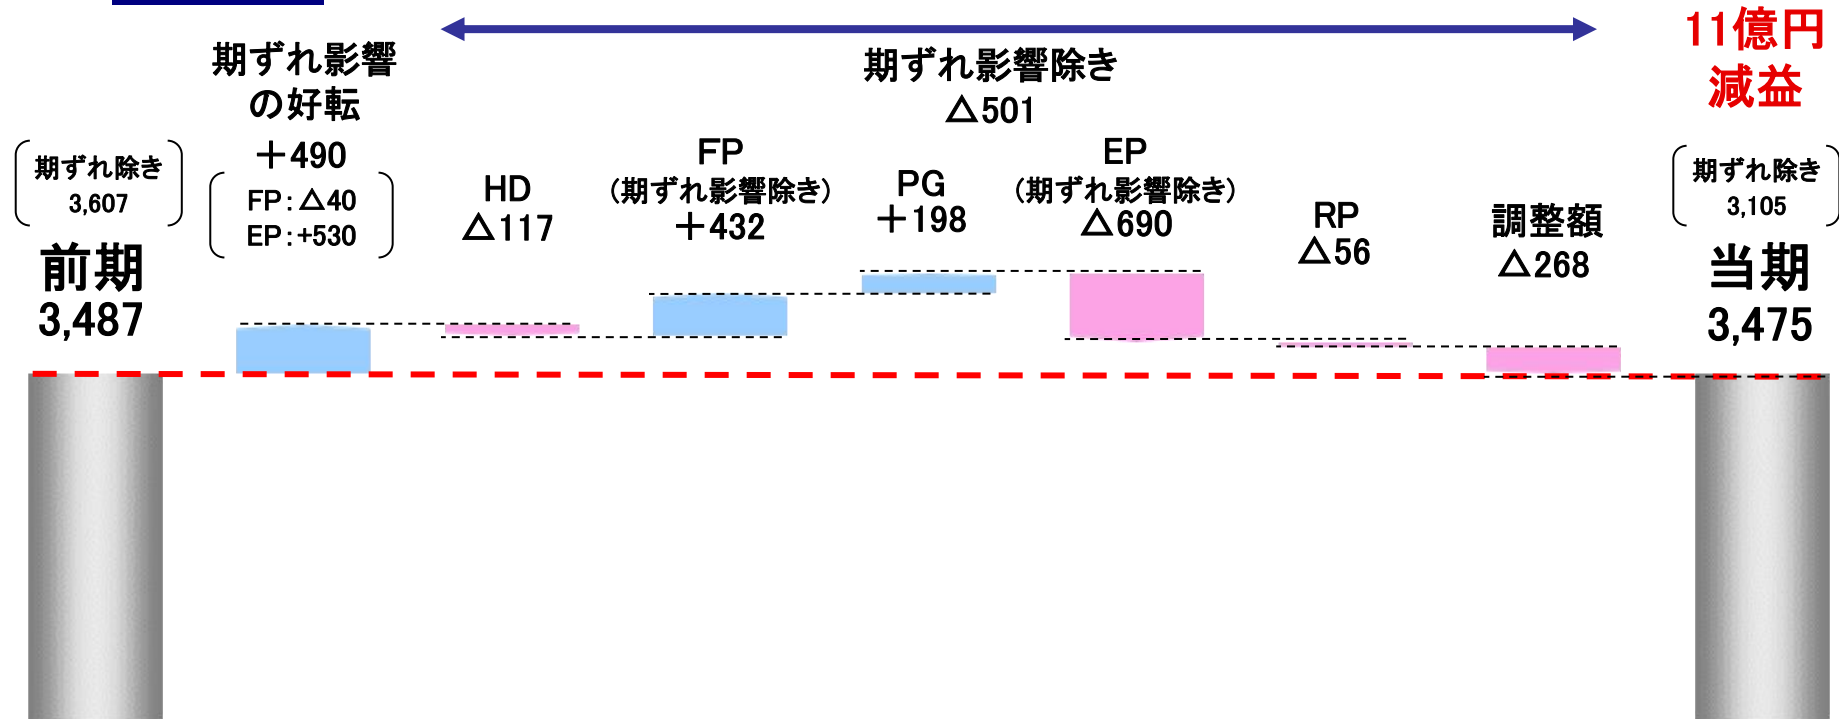 期ずれ除き
3,607
前期
3,487
期ずれ影響
の好転
＋490
FP：△40
EP：+530
期ずれ影響除き
△501
HD
△117
FP
（期ずれ影響除き）
＋432
PG
＋198
EP
（期ずれ影響除き）
△690
RP
△56
調整額
△268
11億円
減益
期ずれ除き
3,105
当期
3,475